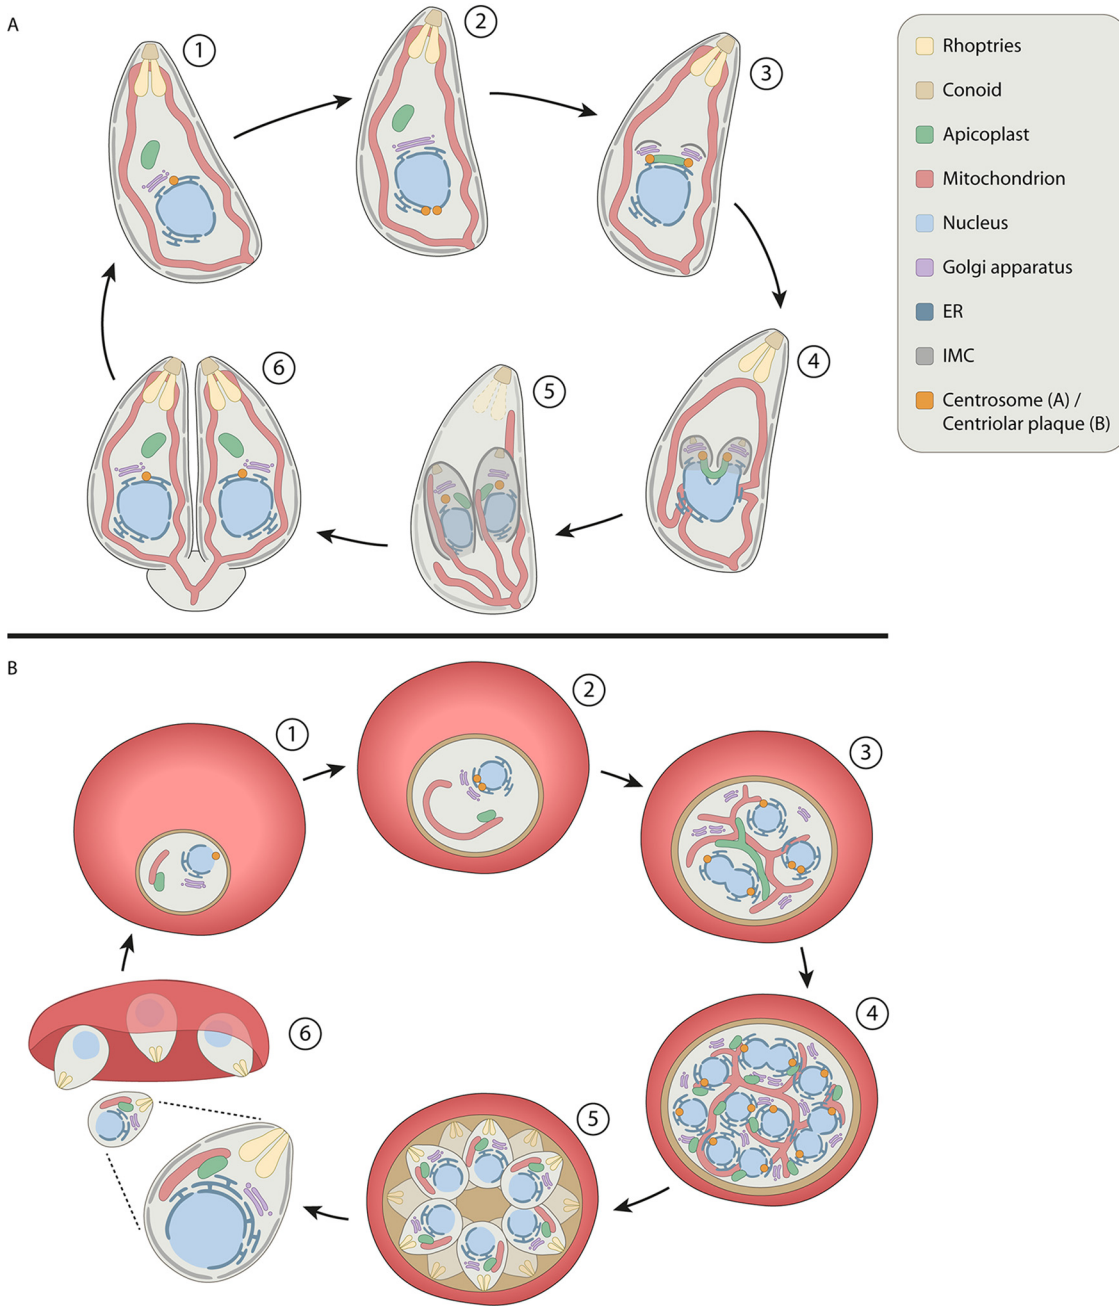 A
1
2
3
4
5
6
Rhoptries
Conoid
Apicoplast
Mitochondrion
Nucleus
Golgi apparatus
ER
IMC
Centrosome (A) /
Centriolar plaque (B)
B
1
2
3
4
5
6